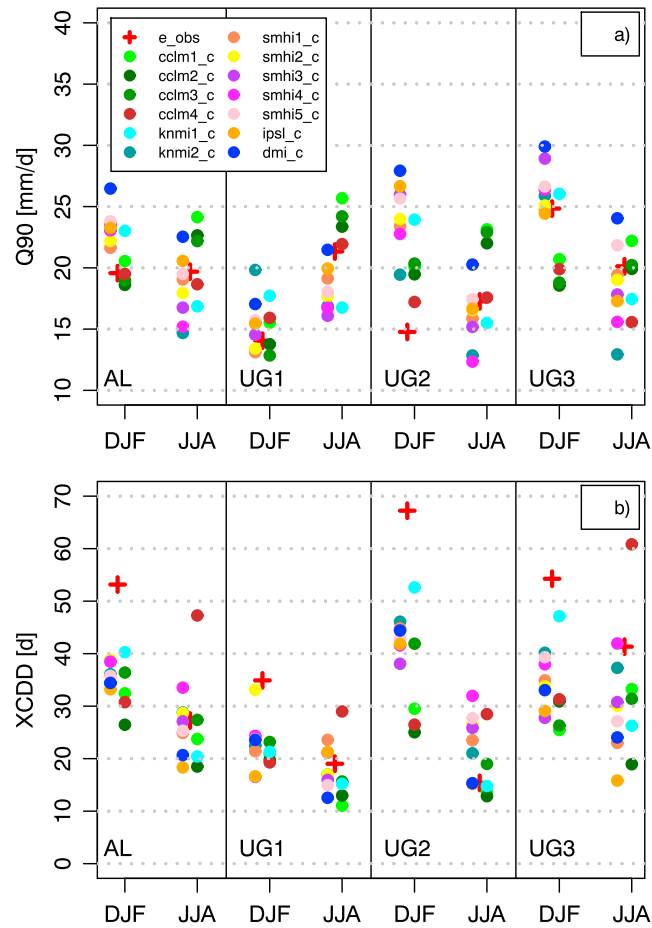 40
35
30
25
20
15
10
Q90 [mm/d]
a)
e_obs
cclm1_c
cclm2_c
cclm3_c
cclm4_c
knmi1_c
knmi2_c
smhi1_c
smhi2_c
smhi3_c
smhi4_c
smhi5_c
ipsl_c
dmi_c
AL UG1 UG2 UG3
DJF JJA DJF JJA DJF JJA DJF JJA
70
60
50
40
30
20
10
0
XCDD [d]
b)
AL UG1 UG2 UG3
DJF JJA DJF JJA DJF JJA DJF JJA